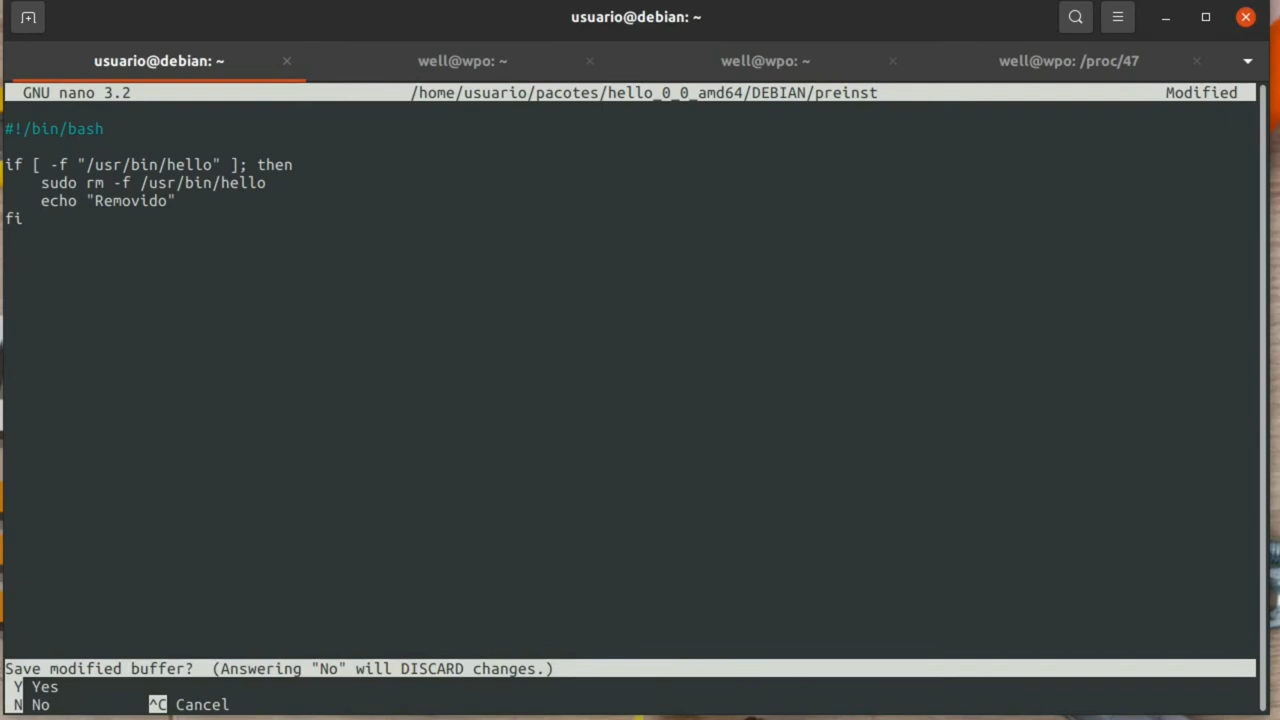 usuario@debian: ~
usuario@debian: ~
well@wpo: ~
well@wpo: ~
well@wpo: /proc/47
GNU nano 3.2 /home/usuario/pacotes/hello_0_0_amd64/DEBIAN/preinst Modified
#!/bin/bash
if [ -f "/usr/bin/hello" ]; then
    sudo rm -f /usr/bin/hello
    echo "Removido"
fi
Save modified buffer?  (Answering "No" will DISCARD changes.)
Y Yes
N No ^C Cancel